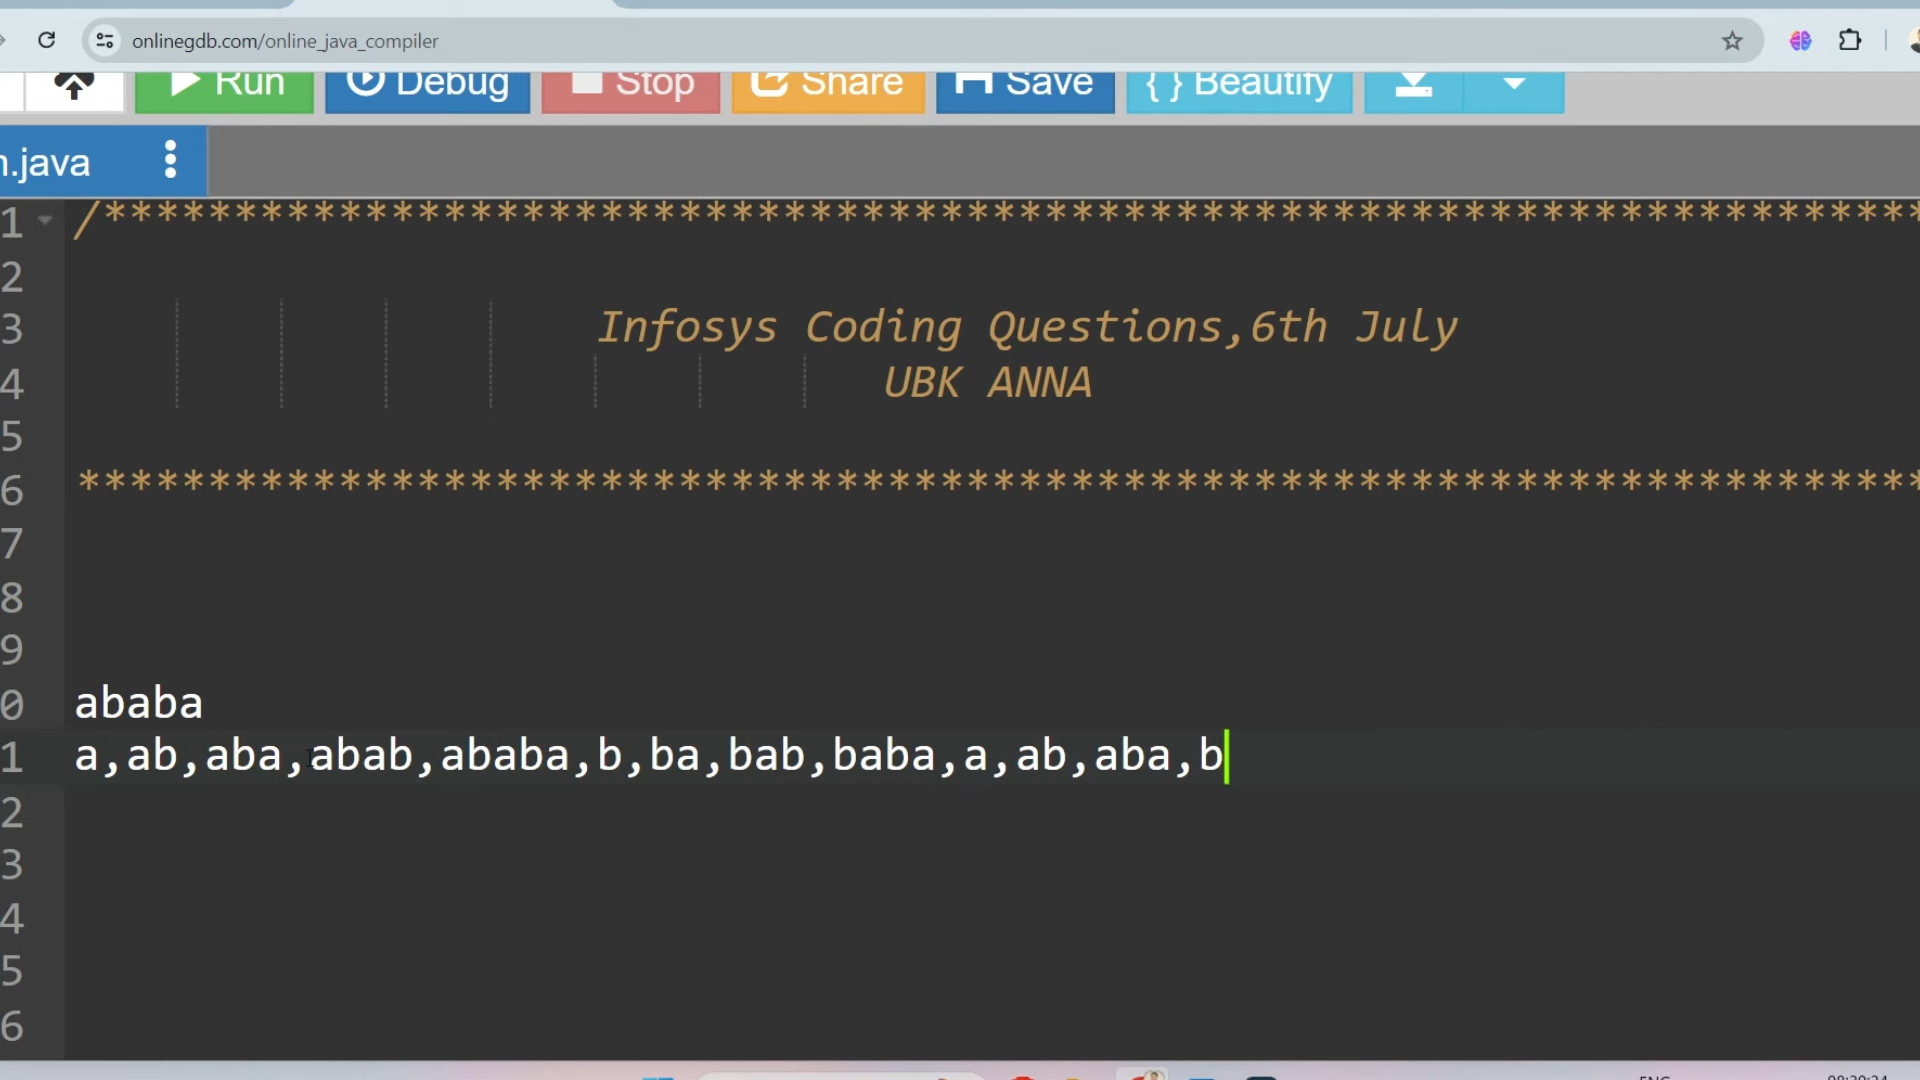 onlinegdb.com/online_java_compiler
Run Debug Stop Share Save { } Beautify
.java
1 /**********************************************************************
2
3 Infosys Coding Questions,6th July
4 UBK ANNA
5
6 ***********************************************************************
7
8
9
0 ababa
1 a,ab,aba,abab,ababa,b,ba,bab,baba,a,ab,aba,b
2
3
4
5
6